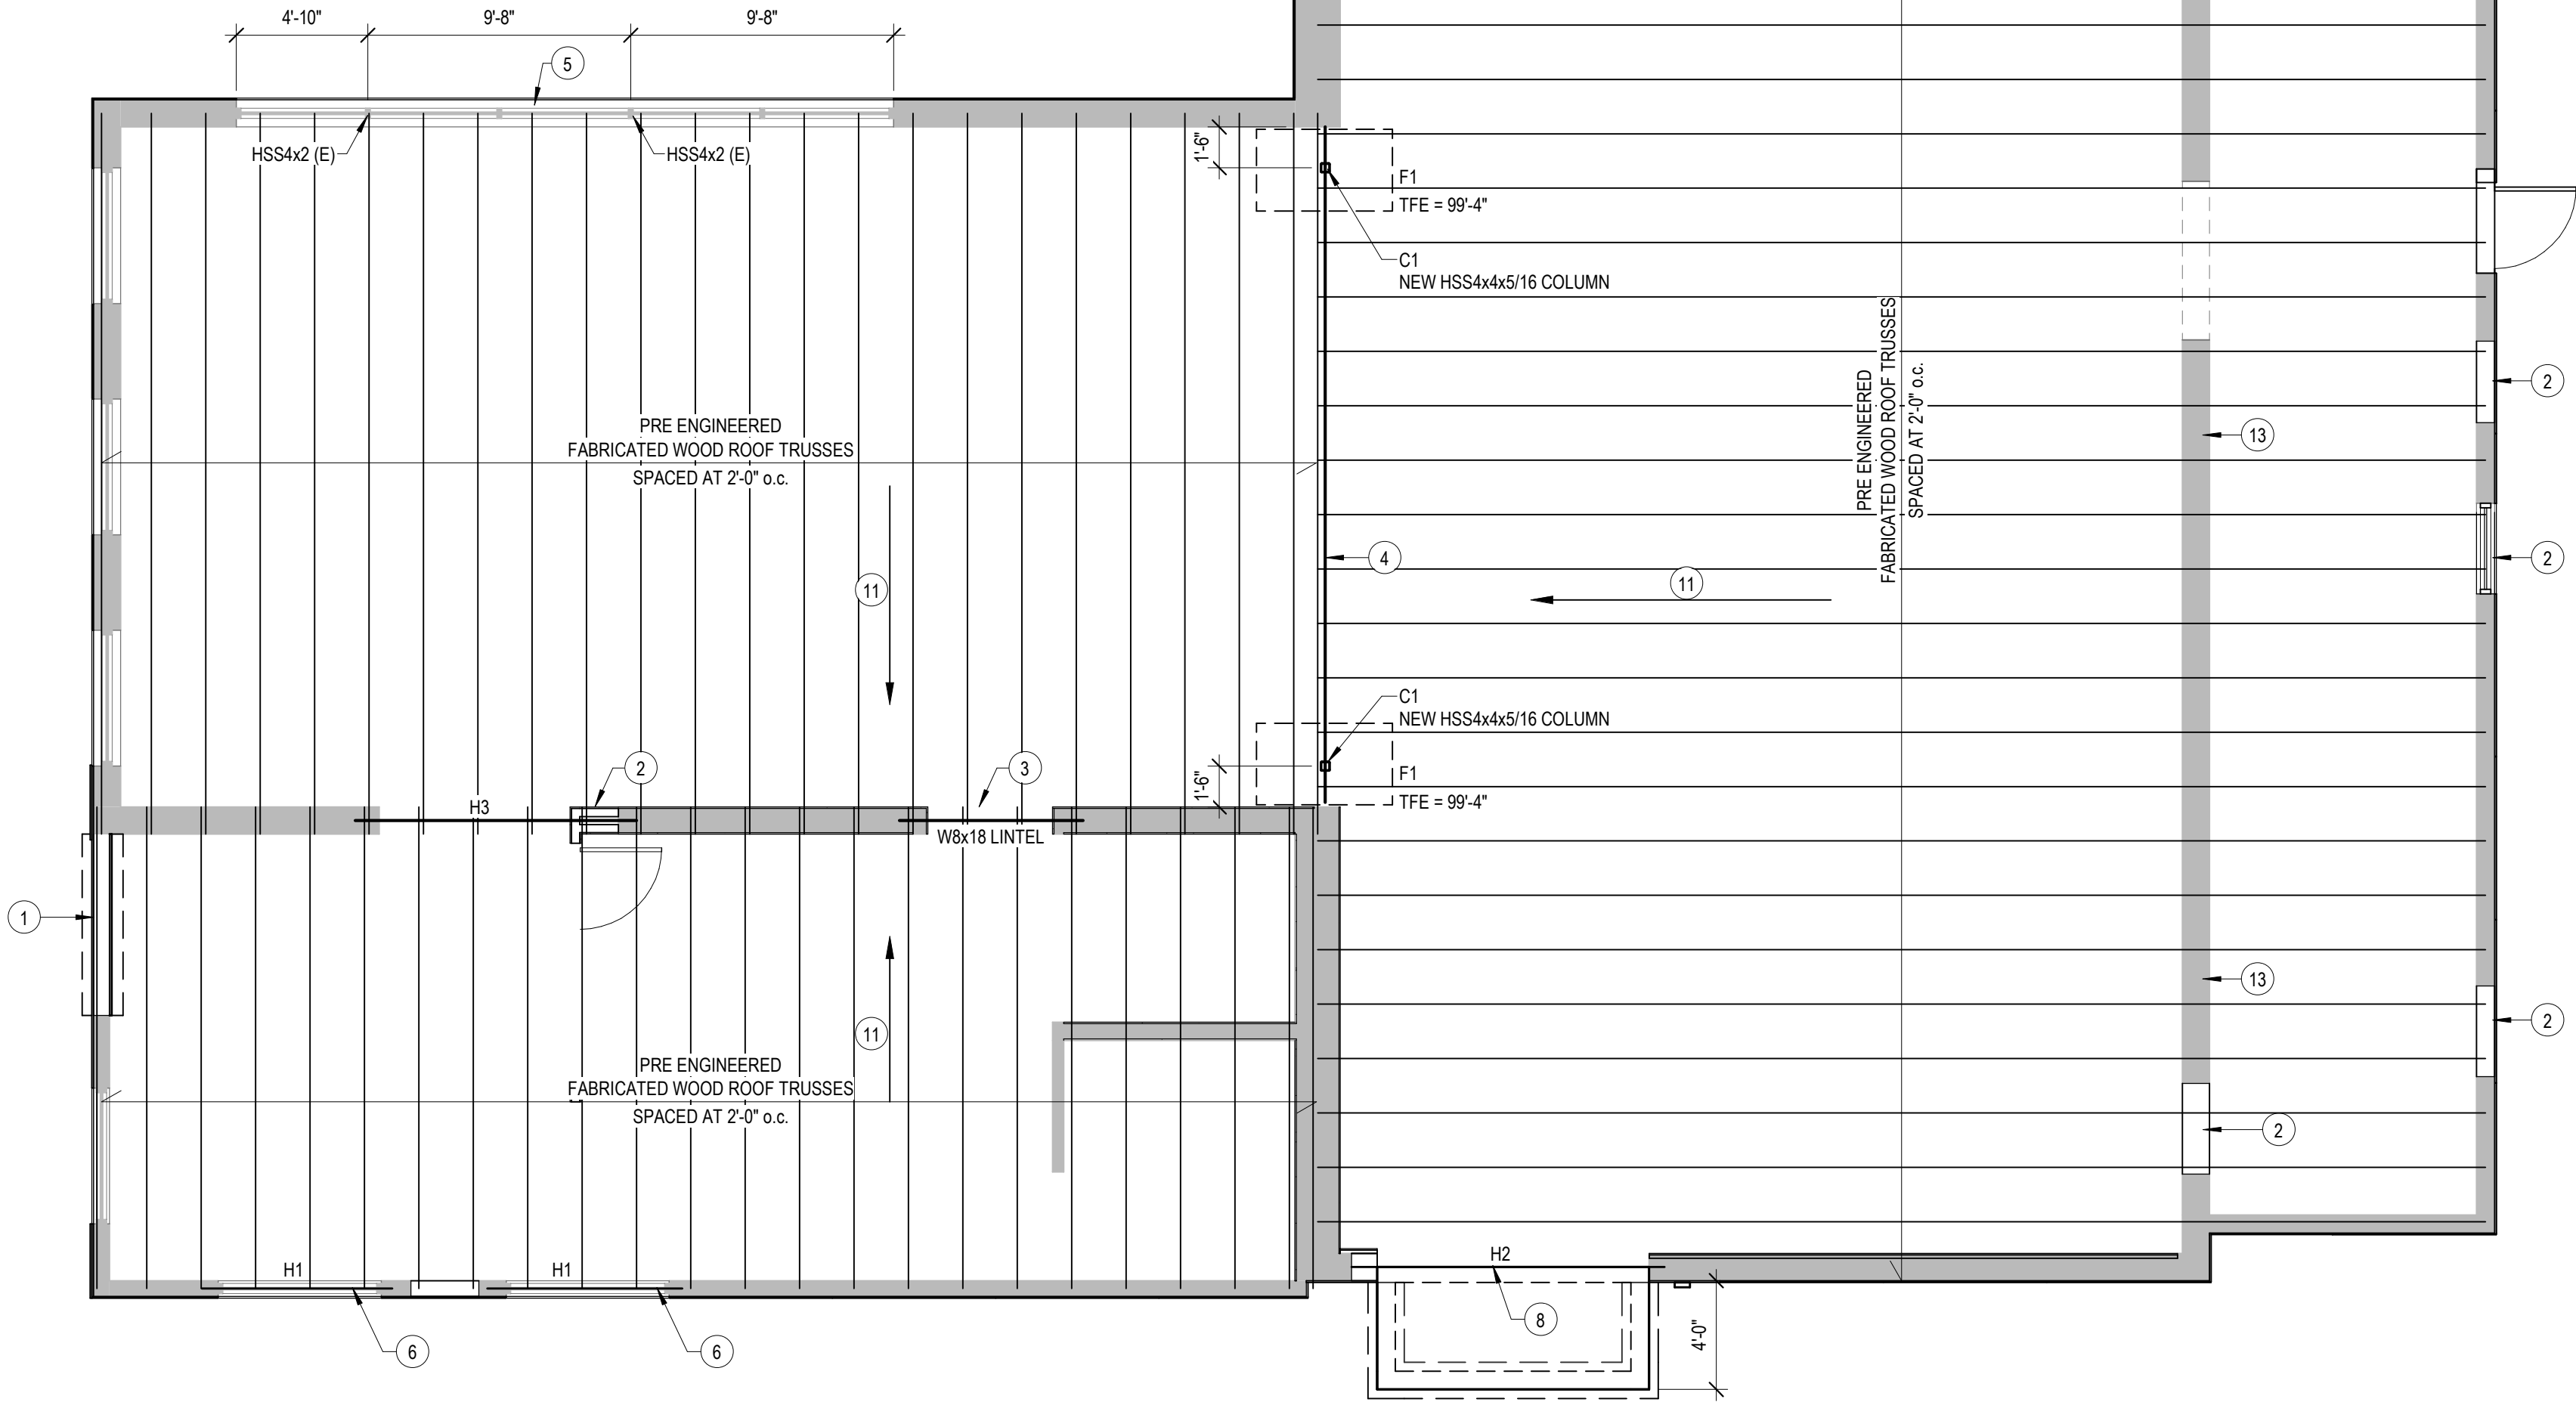 4'-10"
9'-8"
9'-8"
5
HSS4x2 (E)
HSS4x2 (E)
1'-6"
F1
TFE = 99'-4"
C1
NEW HSS4x4x5/16 COLUMN
PRE ENGINEERED
FABRICATED WOOD ROOF TRUSSES
SPACED AT 2'-0" o.c.
PRE ENGINEERED
FABRICATED WOOD ROOF TRUSSES
SPACED AT 2'-0" o.c.
2
13
4
2
11
11
C1
NEW HSS4x4x5/16 COLUMN
2
3
1'-6"
F1
TFE = 99'-4"
H3
W8x18 LINTEL
1
13
2
11
PRE ENGINEERED
FABRICATED WOOD ROOF TRUSSES
SPACED AT 2'-0" o.c.
2
H1
H1
H2
8
4'-0"
6
6